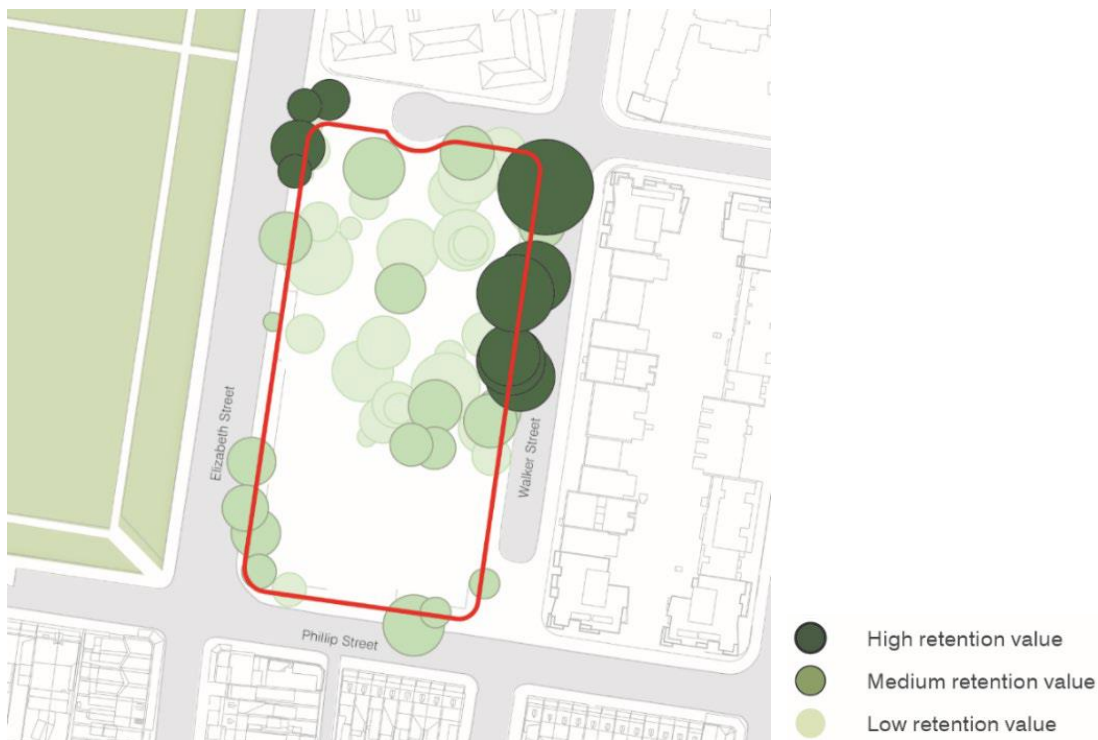 Elizabeth Street
Walker Street
Phillip Street
High retention value
Medium retention value
Low retention value